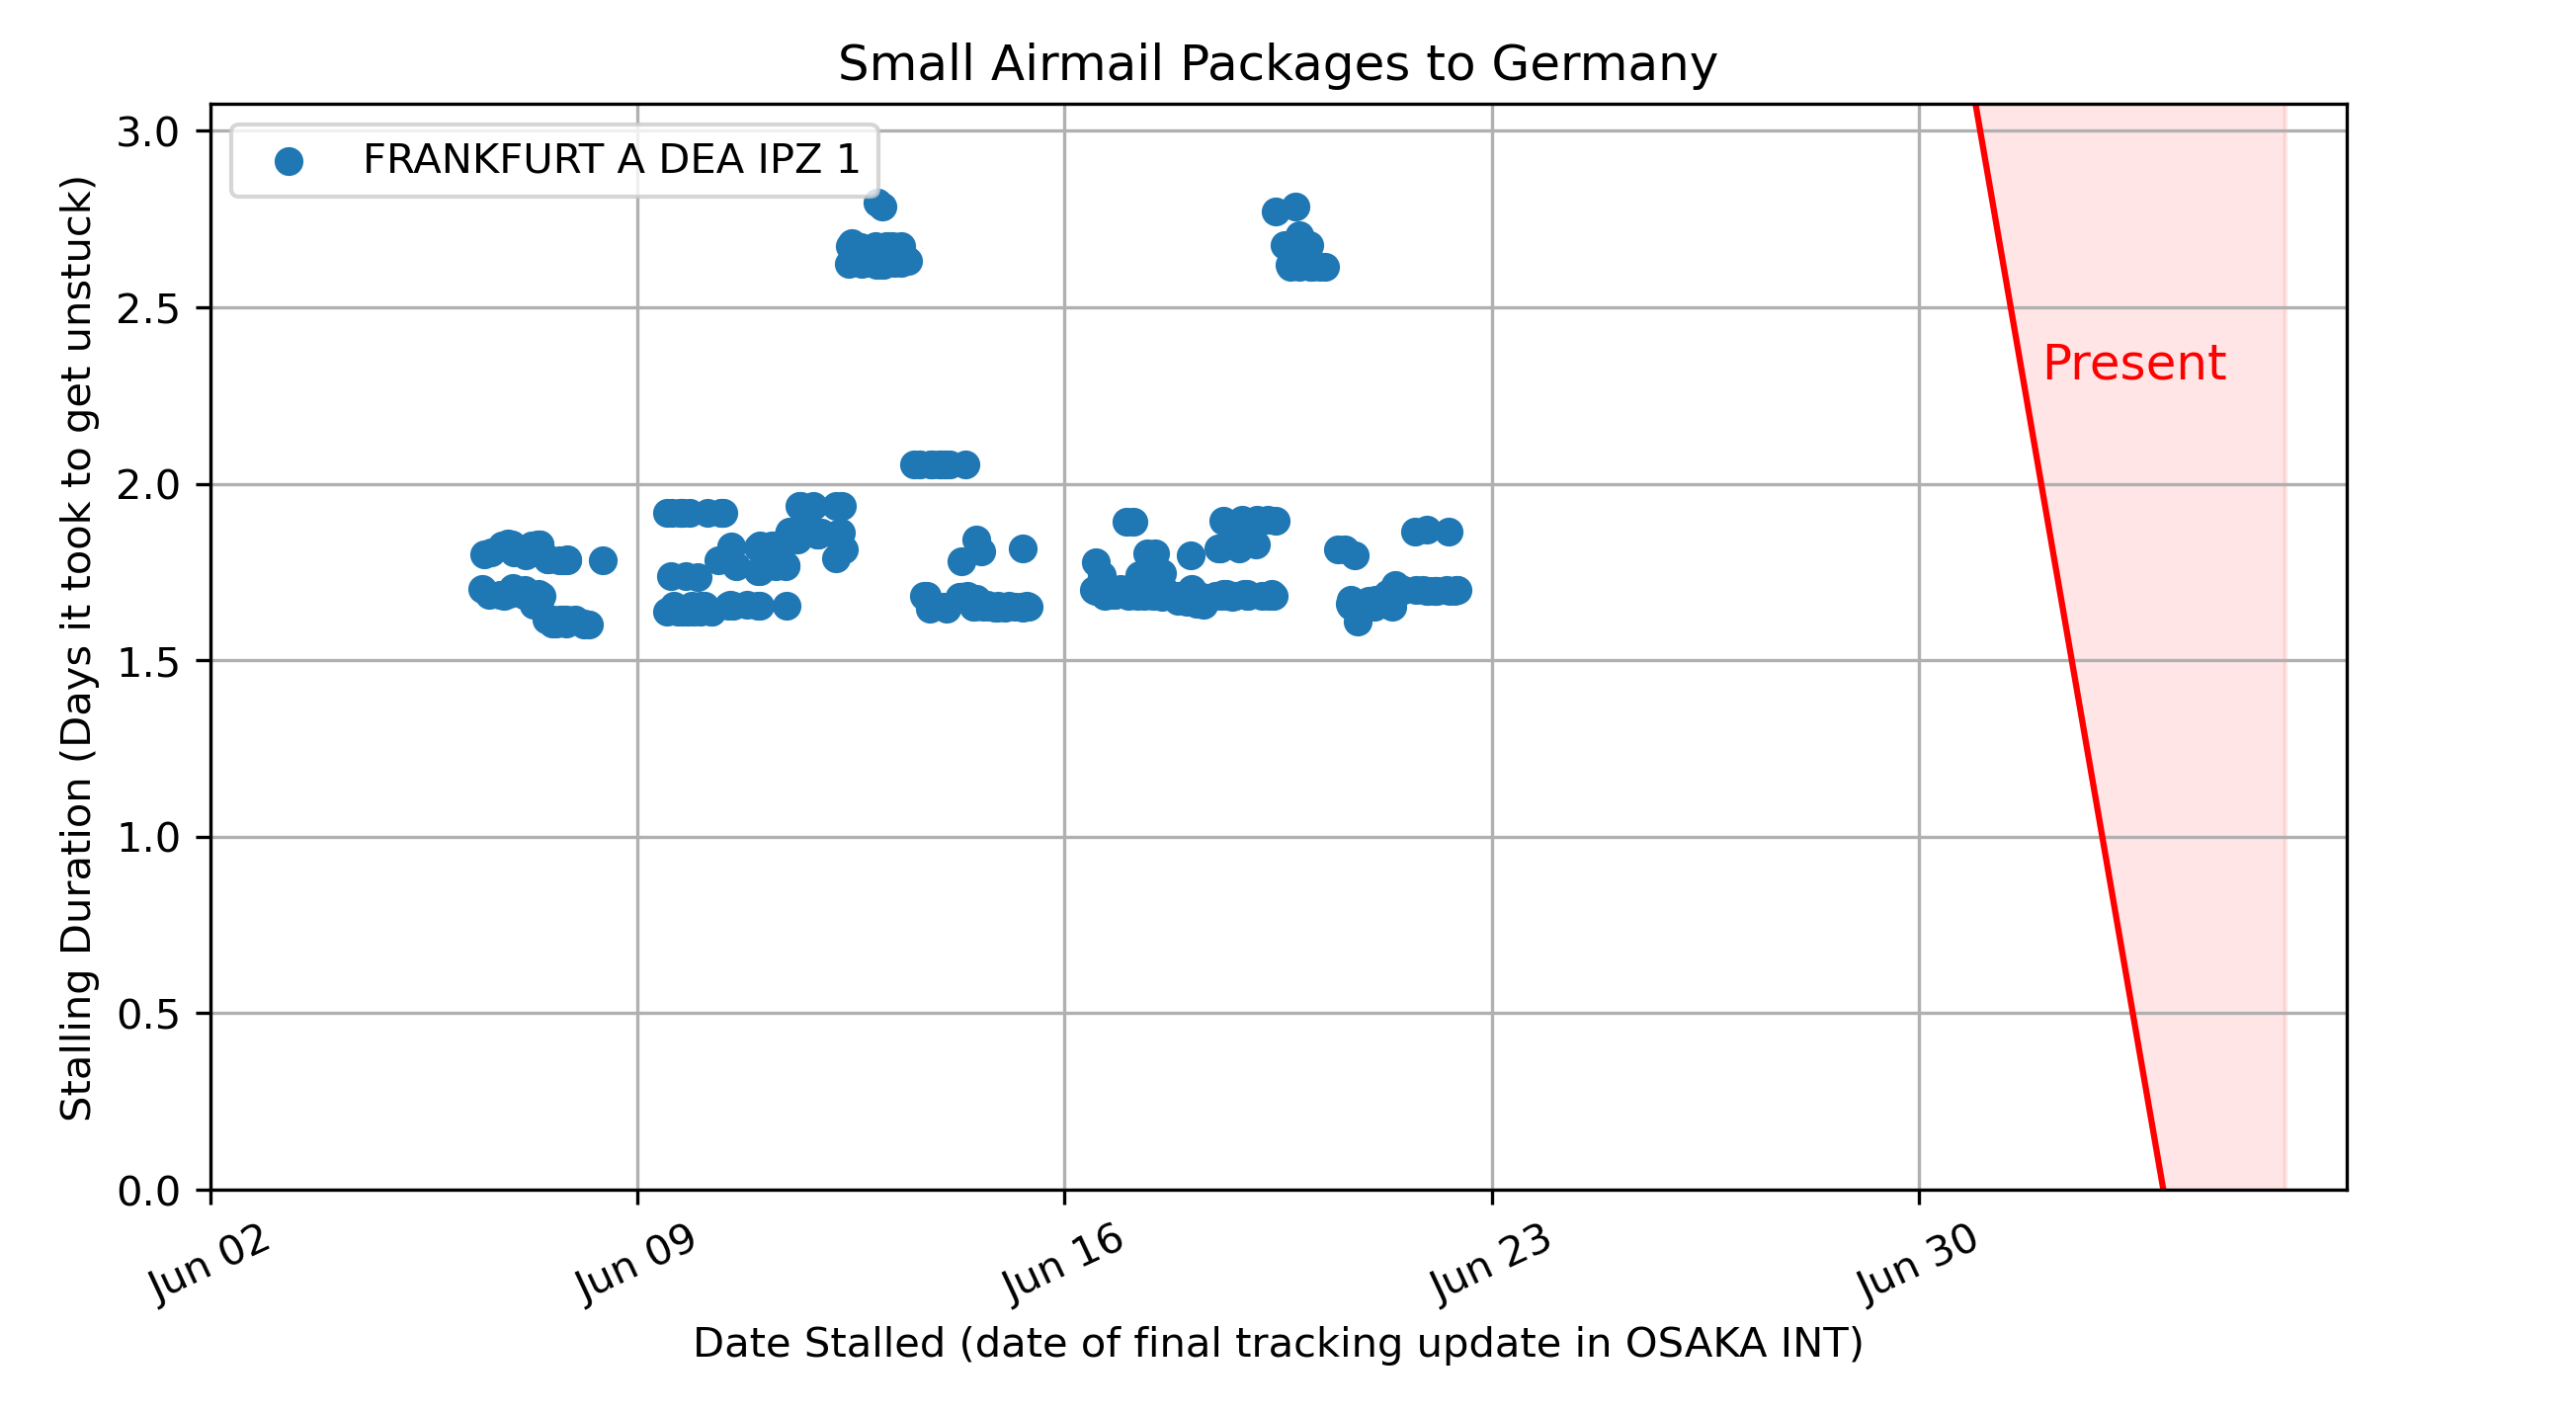 Small Airmail Packages to Germany
FRANKFURT A DEA IPZ 1
Present
Stalling Duration (Days it took to get unstuck)
3.0
2.5
2.0
1.5
1.0
0.5
0.0
Jun 02
Jun 09
Jun 16
Jun 23
Jun 30
Date Stalled (date of final tracking update in OSAKA INT)